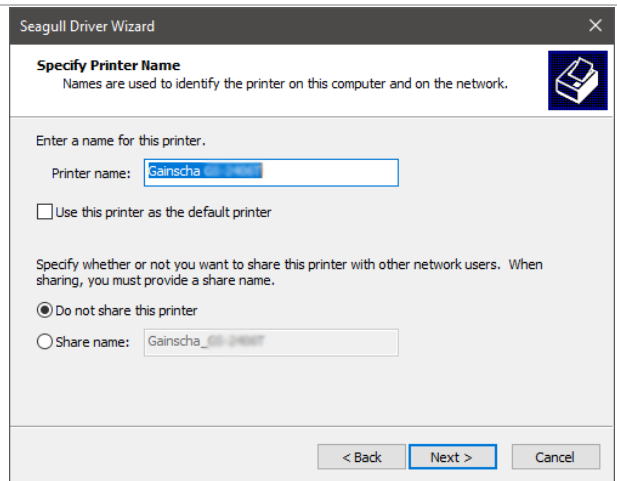 Seagull Driver Wizard
Specify Printer Name
Names are used to identify the printer on this computer and on the network.
Enter a name for this printer.
Printer name: Gainscha
Use this printer as the default printer
Specify whether or not you want to share this printer with other network users. When
sharing, you must provide a share name.
Do not share this printer
Share name: Gainscha_
< Back Next > Cancel